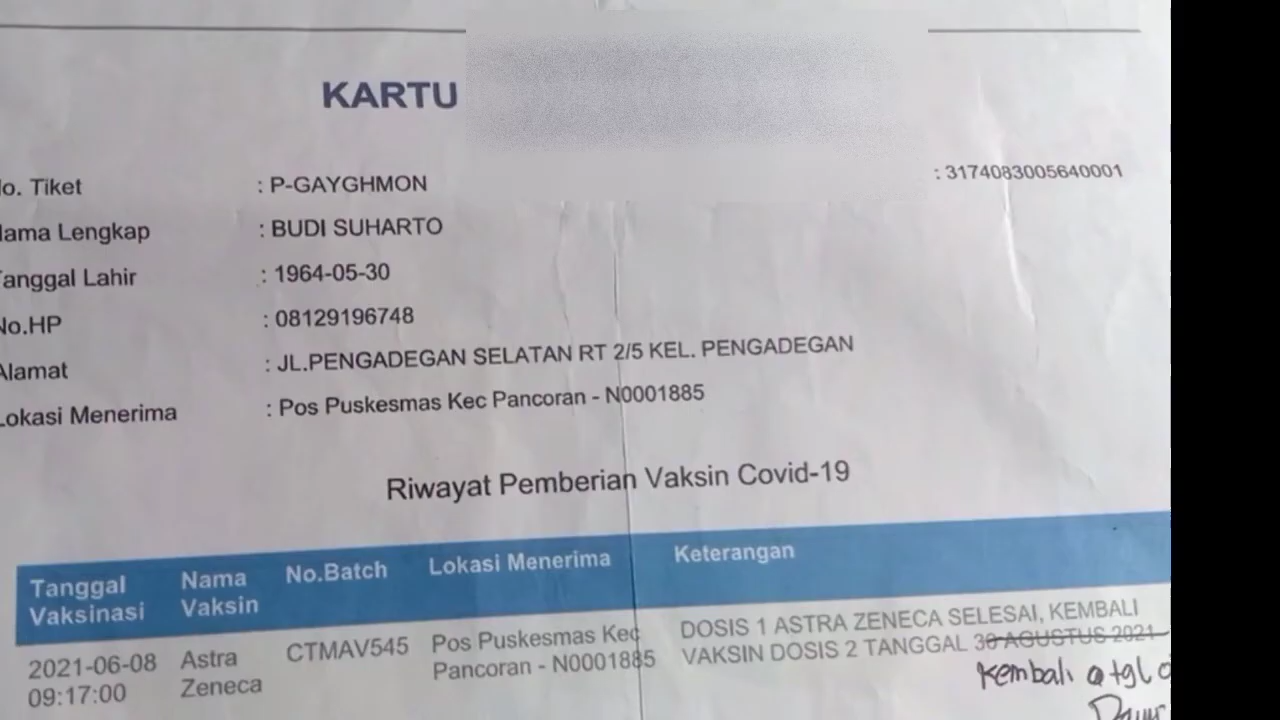 KARTU
o. Tiket : P-GAYGHMON : 3174083005640001
ama Lengkap : BUDI SUHARTO
anggal Lahir : 1964-05-30
No.HP : 08129196748
Alamat : JL.PENGADEGAN SELATAN RT 2/5 KEL. PENGADEGAN
Lokasi Menerima : Pos Puskesmas Kec Pancoran - N0001885
Riwayat Pemberian Vaksin Covid-19
Tanggal Vaksinasi Nama Vaksin No.Batch Lokasi Menerima Keterangan
2021-06-08 Astra CTMAV545 Pos Puskesmas Kec DOSIS 1 ASTRA ZENECA SELESAI, KEMBALI
09:17:00 Zeneca Pancoran - N0001885 VAKSIN DOSIS 2 TANGGAL 30 AGUSTUS 2021
Kembali tgl